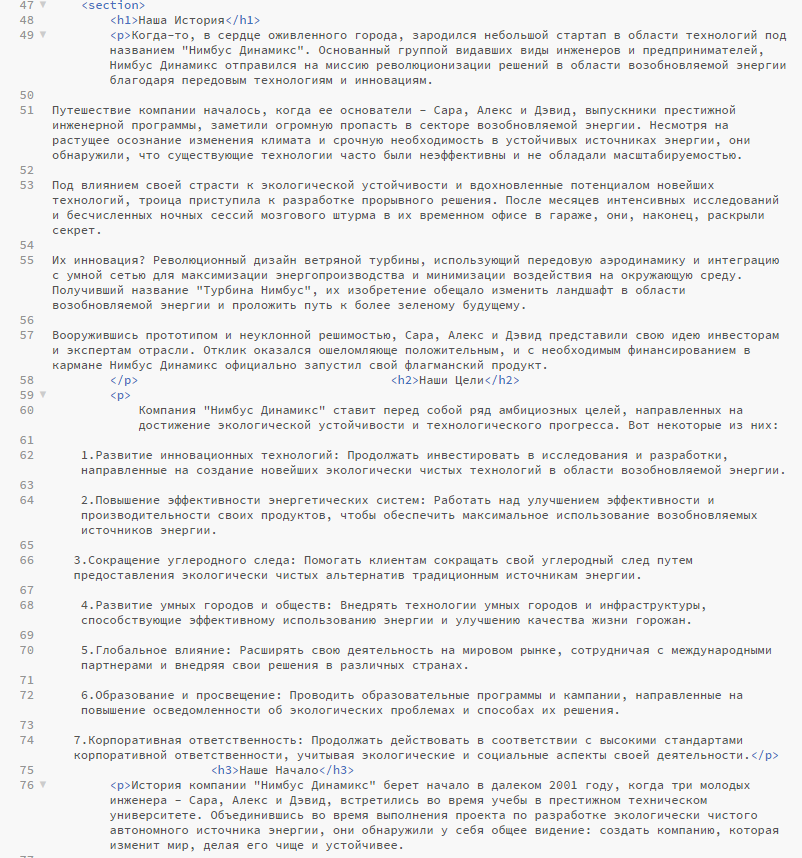 47 <section>
48 <h1>Наша История</h1>
49 <p>Когда-то, в сердце оживленного города, зародился небольшой стартап в области технологий под
названием "Нимбус Динамикс". Основанный группой видавших виды инженеров и предпринимателей,
Нимбус Динамикс отправился на миссию революционизации решений в области возобновляемой энергии
благодаря передовым технологиям и инновациям.
50
51 Путешествие компании началось, когда ее основатели – Сара, Алекс и Дэвид, выпускники престижной
инженерной программы, заметили огромную пропасть в секторе возобновляемой энергии. Несмотря на
растущее осознание изменения климата и срочную необходимость в устойчивых источниках энергии, они
обнаружили, что существующие технологии часто были неэффективны и не обладали масштабируемостью.
52
53 Под влиянием своей страсти к экологической устойчивости и вдохновленные потенциалом новейших
технологий, троица приступила к разработке прорывного решения. После месяцев интенсивных исследований
и бесчисленных ночных сессий мозгового штурма в их временном офисе в гараже, они, наконец, раскрыли
секрет.
54
55 Их инновация? Революционный дизайн ветряной турбины, использующий передовую аэродинамику и интеграцию
с умной сетью для максимизации энергопроизводства и минимизации воздействия на окружающую среду.
Получивший название "Турбина Нимбус", их изобретение обещало изменить ландшафт в области
возобновляемой энергии и проложить путь к более зеленому будущему.
56
57 Вооружившись прототипом и неуклонной решимостью, Сара, Алекс и Дэвид представили свою идею инвесторам
и экспертам отрасли. Отклик оказался ошеломляюще положительным, и с необходимым финансированием в
кармане Нимбус Динамикс официально запустил свой флагманский продукт.
58 </p> <h2>Наши Цели</h2>
59 <p>
60 Компания "Нимбус Динамикс" ставит перед собой ряд амбициозных целей, направленных на
достижение экологической устойчивости и технологического прогресса. Вот некоторые из них:
61
62 1.Развитие инновационных технологий: Продолжать инвестировать в исследования и разработки,
направленные на создание новейших экологически чистых технологий в области возобновляемой энергии.
63
64 2.Повышение эффективности энергетических систем: Работать над улучшением эффективности и
производительности своих продуктов, чтобы обеспечить максимальное использование возобновляемых
источников энергии.
65
66 3.Сокращение углеродного следа: Помогать клиентам сокращать свой углеродный след путем
предоставления экологически чистых альтернатив традиционным источникам энергии.
67
68 4.Развитие умных городов и обществ: Внедрять технологии умных городов и инфраструктуры,
способствующие эффективному использованию энергии и улучшению качества жизни горожан.
69
70 5.Глобальное влияние: Расширять свою деятельность на мировом рынке, сотрудничая с международными
партнерами и внедряя свои решения в различных странах.
71
72 6.Образование и просвещение: Проводить образовательные программы и кампании, направленные на
повышение осведомленности об экологических проблемах и способах их решения.
73
74 7.Корпоративная ответственность: Продолжать действовать в соответствии с высокими стандартами
корпоративной ответственности, учитывая экологические и социальные аспекты своей деятельности.</p>
75 <h3>Наше Начало</h3>
76 <p>История компании "Нимбус Динамикс" берет начало в далеком 2001 году, когда три молодых
инженера – Сара, Алекс и Дэвид, встретились во время учебы в престижном техническом
университете. Объединившись во время выполнения проекта по разработке экологически чистого
автономного источника энергии, они обнаружили у себя общее видение: создать компанию, которая
изменит мир, делая его чище и устойчивее.